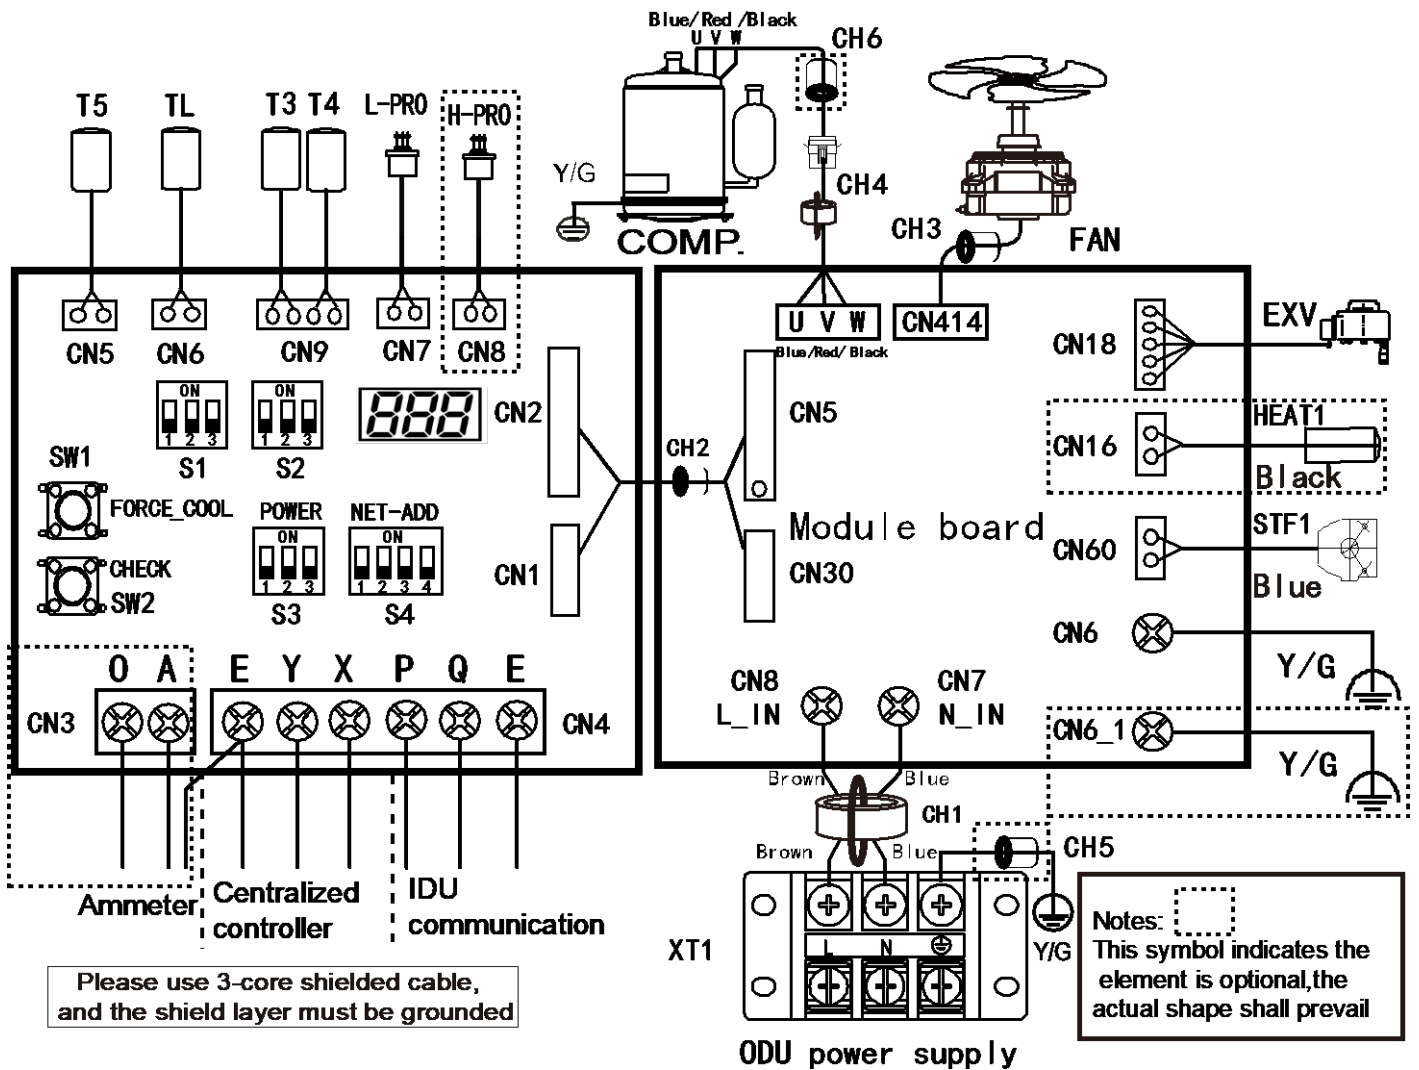 Blue/Red /Black
U V W
CH6
T5
TL
T3
T4
L-PRO
H-PRO
Y/G
CH4
COMP.
CH3
FAN
CN5
CN6
CN9
CN7
CN8
U V W
Blue/Red/ Black
CN414
CN18
EXV
ON
1 2 3
S1
ON
1 2 3
S2
888
CN2
CN5
CN16
HEAT1
Black
SW1
FORCE_COOL
CH2
POWER
ON
1 2 3
S3
NET-ADD
ON
1 2 3 4
S4
CHECK
SW2
CN1
Module board
CN30
CN60
STF1
Blue
CN6
Y/G
O A E Y X P Q E
CN3
CN4
CN8
L_IN
CN7
N_IN
CN6_1
Y/G
Brown
Blue
CH1
Brown
Blue
CH5
Ammeter
Centralized
controller
IDU
communication
XT1
L N
Y/G
Notes:
This symbol indicates the
element is optional,the
actual shape shall prevail
Please use 3-core shielded cable,
and the shield layer must be grounded
ODU power supply